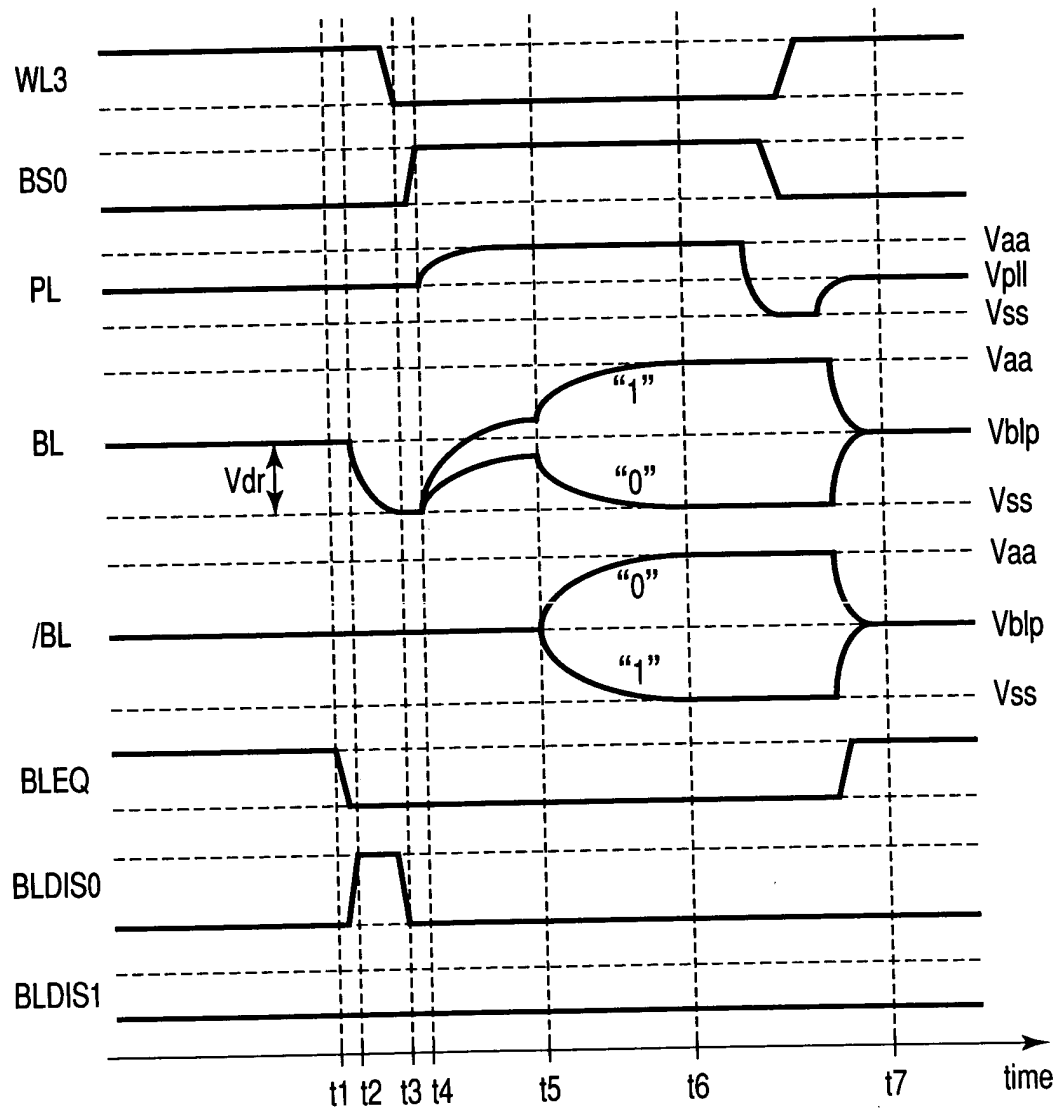 WL3
BS0
PL
Vaa
Vpll
Vss
BL
Vdr
"1"
"0"
Vaa
Vblp
Vss
/BL
"0"
"1"
Vaa
Vblp
Vss
BLEQ
BLDIS0
BLDIS1
t1 t2 t3 t4 t5 t6 t7 time